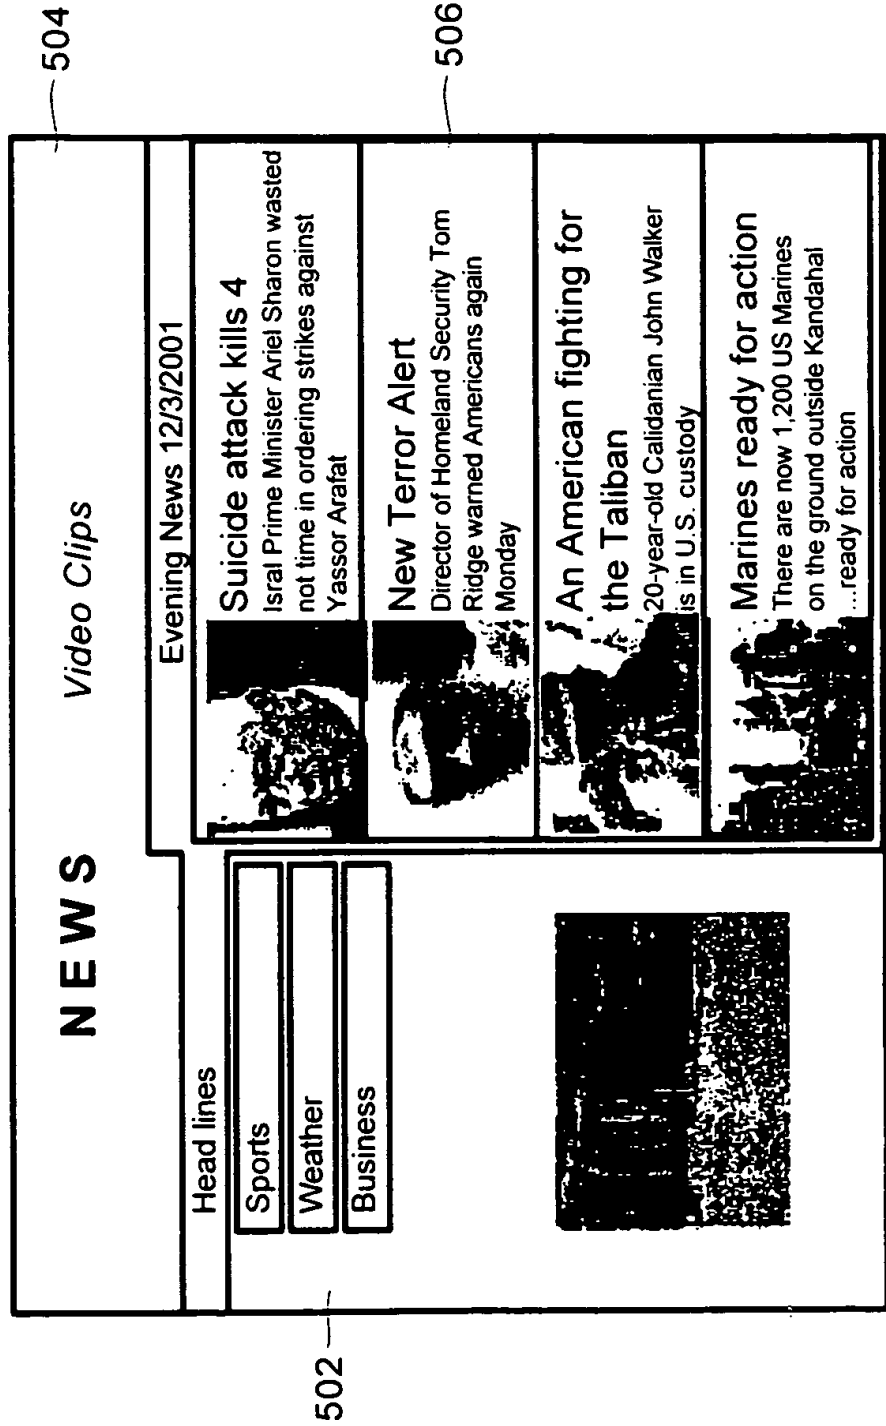 504
NEWS Video Clips
Evening News 12/3/2001
Head lines
Sports
Weather
Business
502
Suicide attack kills 4
Isral Prime Minister Ariel Sharon wasted
not time in ordering strikes against
Yassor Arafat
506
New Terror Alert
Director of Homeland Security Tom
Ridge warned Americans again
Monday
An American fighting for
the Taliban
20-year-old Calidanian John Walker
is in U.S. custody
Marines ready for action
There are now 1,200 US Marines
on the ground outside Kandahal
...ready for action